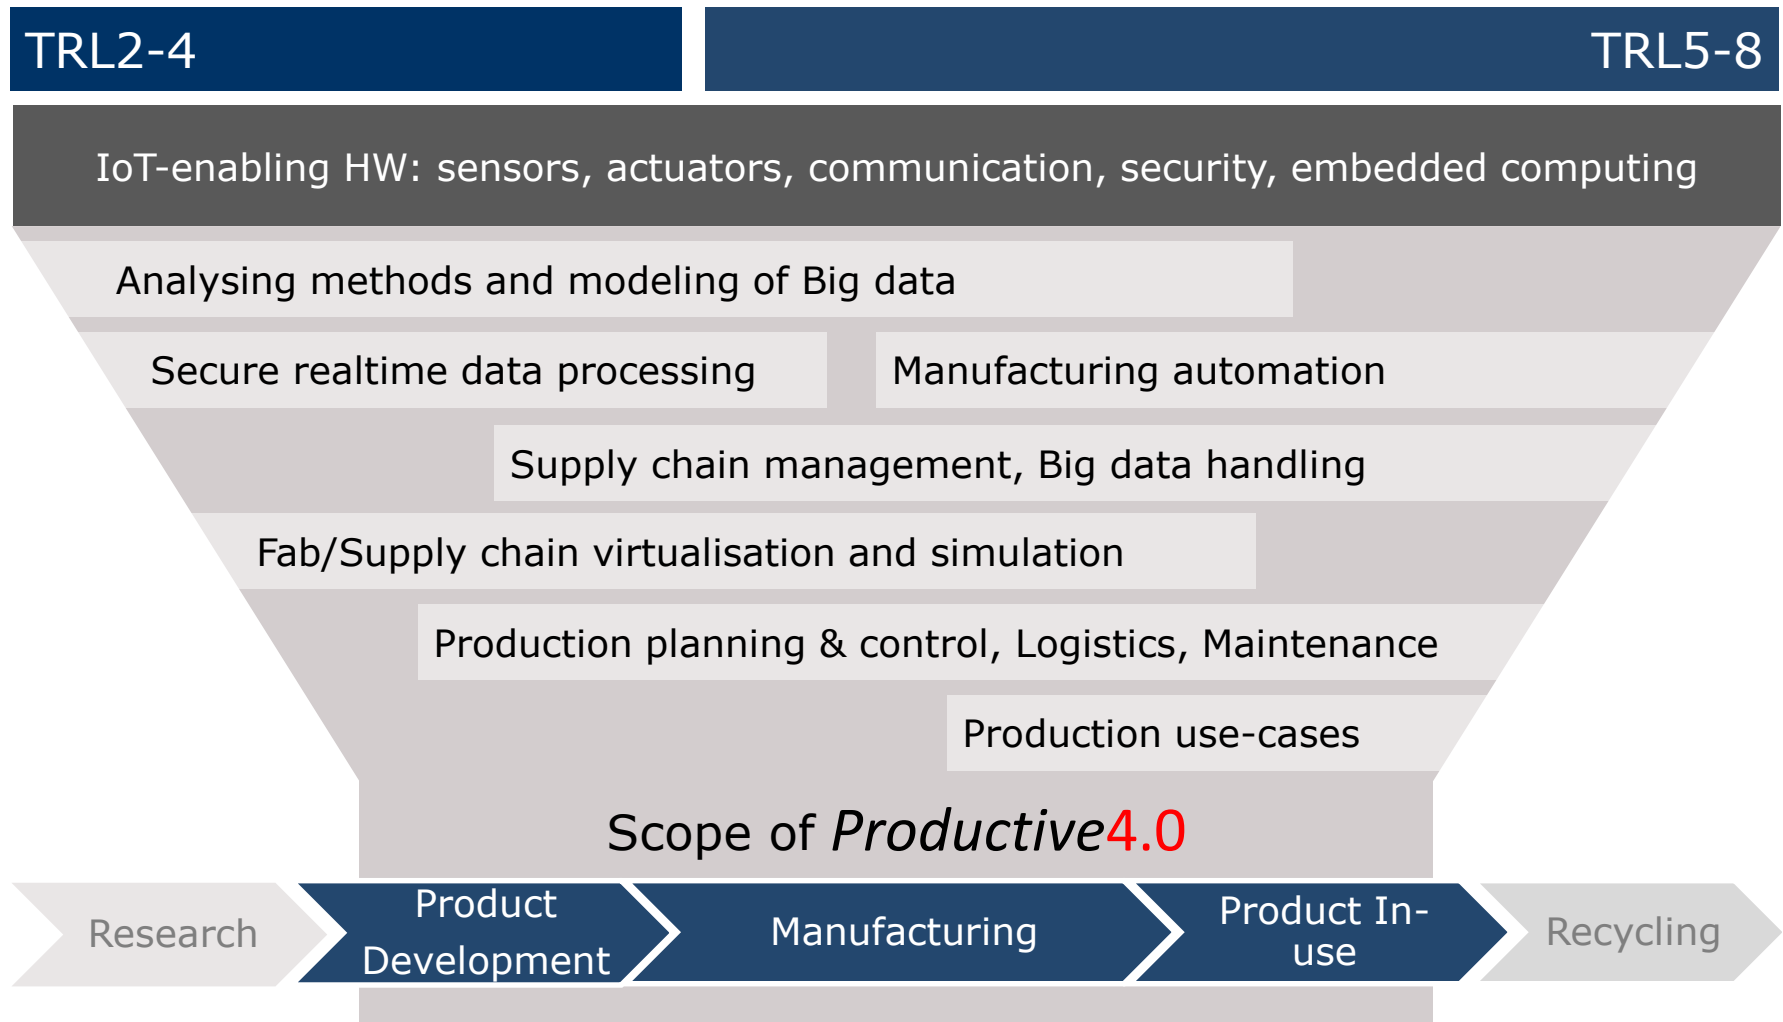 TRL2-4
TRL5-8
IoT-enabling HW: sensors, actuators, communication, security, embedded computing
Analysing methods and modeling of Big data
Secure realtime data processing
Manufacturing automation
Supply chain management, Big data handling
Fab/Supply chain virtualisation and simulation
Production planning & control, Logistics, Maintenance
Production use-cases
Scope of Productive4.0
Research
Product
Development
Manufacturing
Product In-
use
Recycling